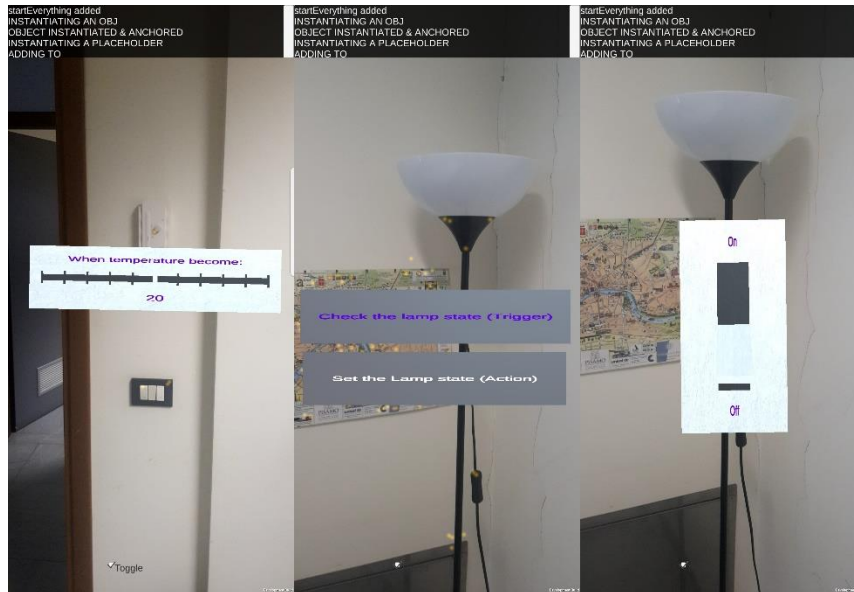 startEverything added
INSTANTIATING AN OBJ
OBJECT INSTANTIATED & ANCHORED
INSTANTIATING A PLACEHOLDER
ADDING TO
When temperature become:
20
Toggle
startEverything added
INSTANTIATING AN OBJ
OBJECT INSTANTIATED & ANCHORED
INSTANTIATING A PLACEHOLDER
ADDING TO
Check the lamp state (Trigger)
Set the Lamp state (Action)
startEverything added
INSTANTIATING AN OBJ
OBJECT INSTANTIATED & ANCHORED
INSTANTIATING A PLACEHOLDER
ADDING TO
On
Off